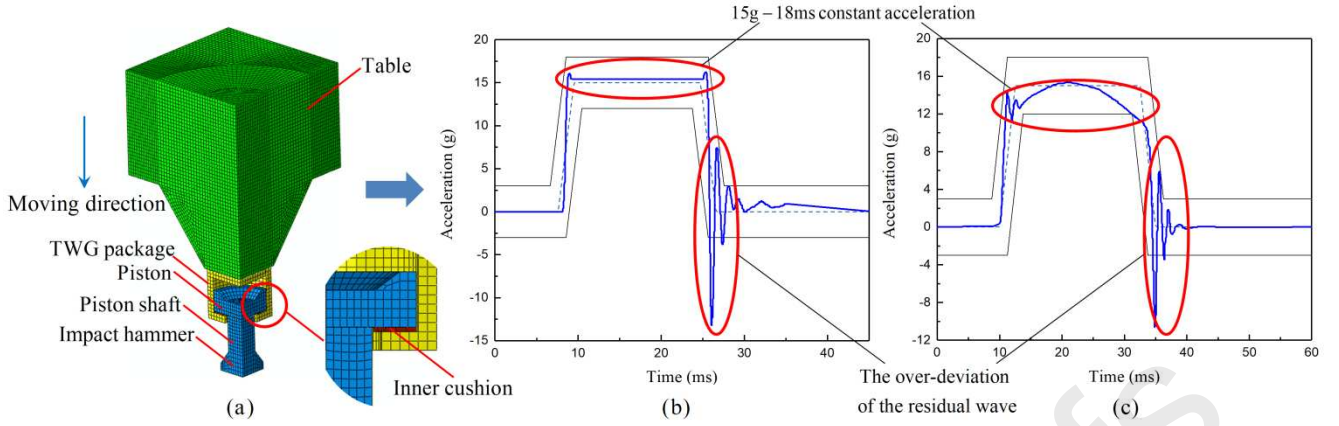 15g – 18ms constant acceleration
Table
Moving direction
TWG package
Piston
Piston shaft
Impact hammer
Inner cushion
(a)
20
15
10
5
0
-5
-10
-15
Acceleration (g)
0
10
20
30
40
Time (ms)
(b)
The over-deviation
of the residual wave
20
16
12
8
4
0
-4
-8
-12
Acceleration (g)
0
10
20
30
40
50
60
Time (ms)
(c)